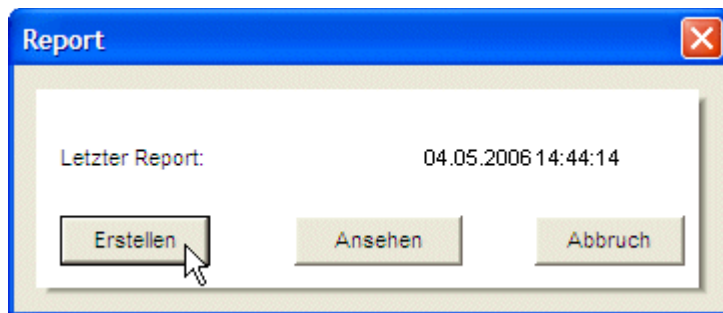 Report
Letzter Report: 04.05.2006 14:44:14
Erstellen Ansehen Abbruch